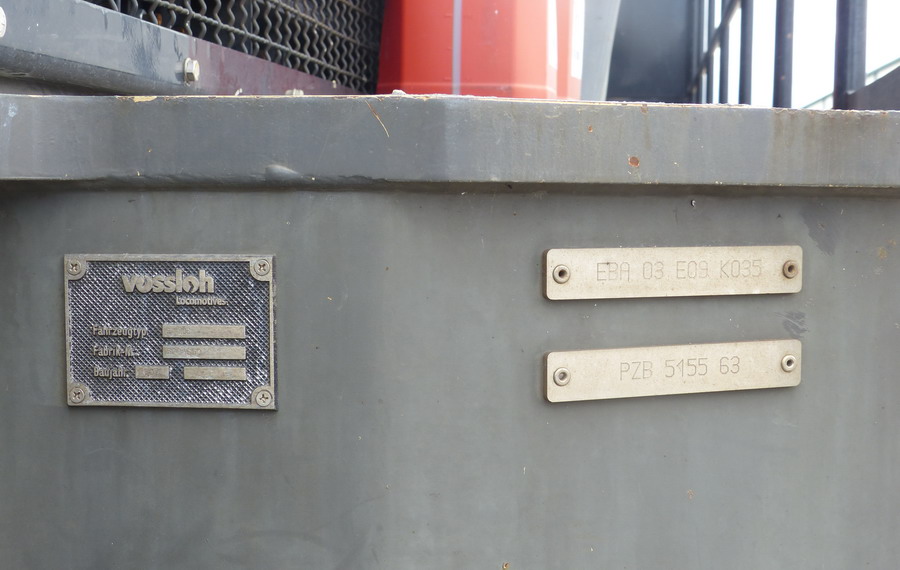 vossloh
Locomotives
Fahrzeugtyp
Fabrik-Nr.
Baujahr
EBA 03 E09 K035
PZB 5155 63